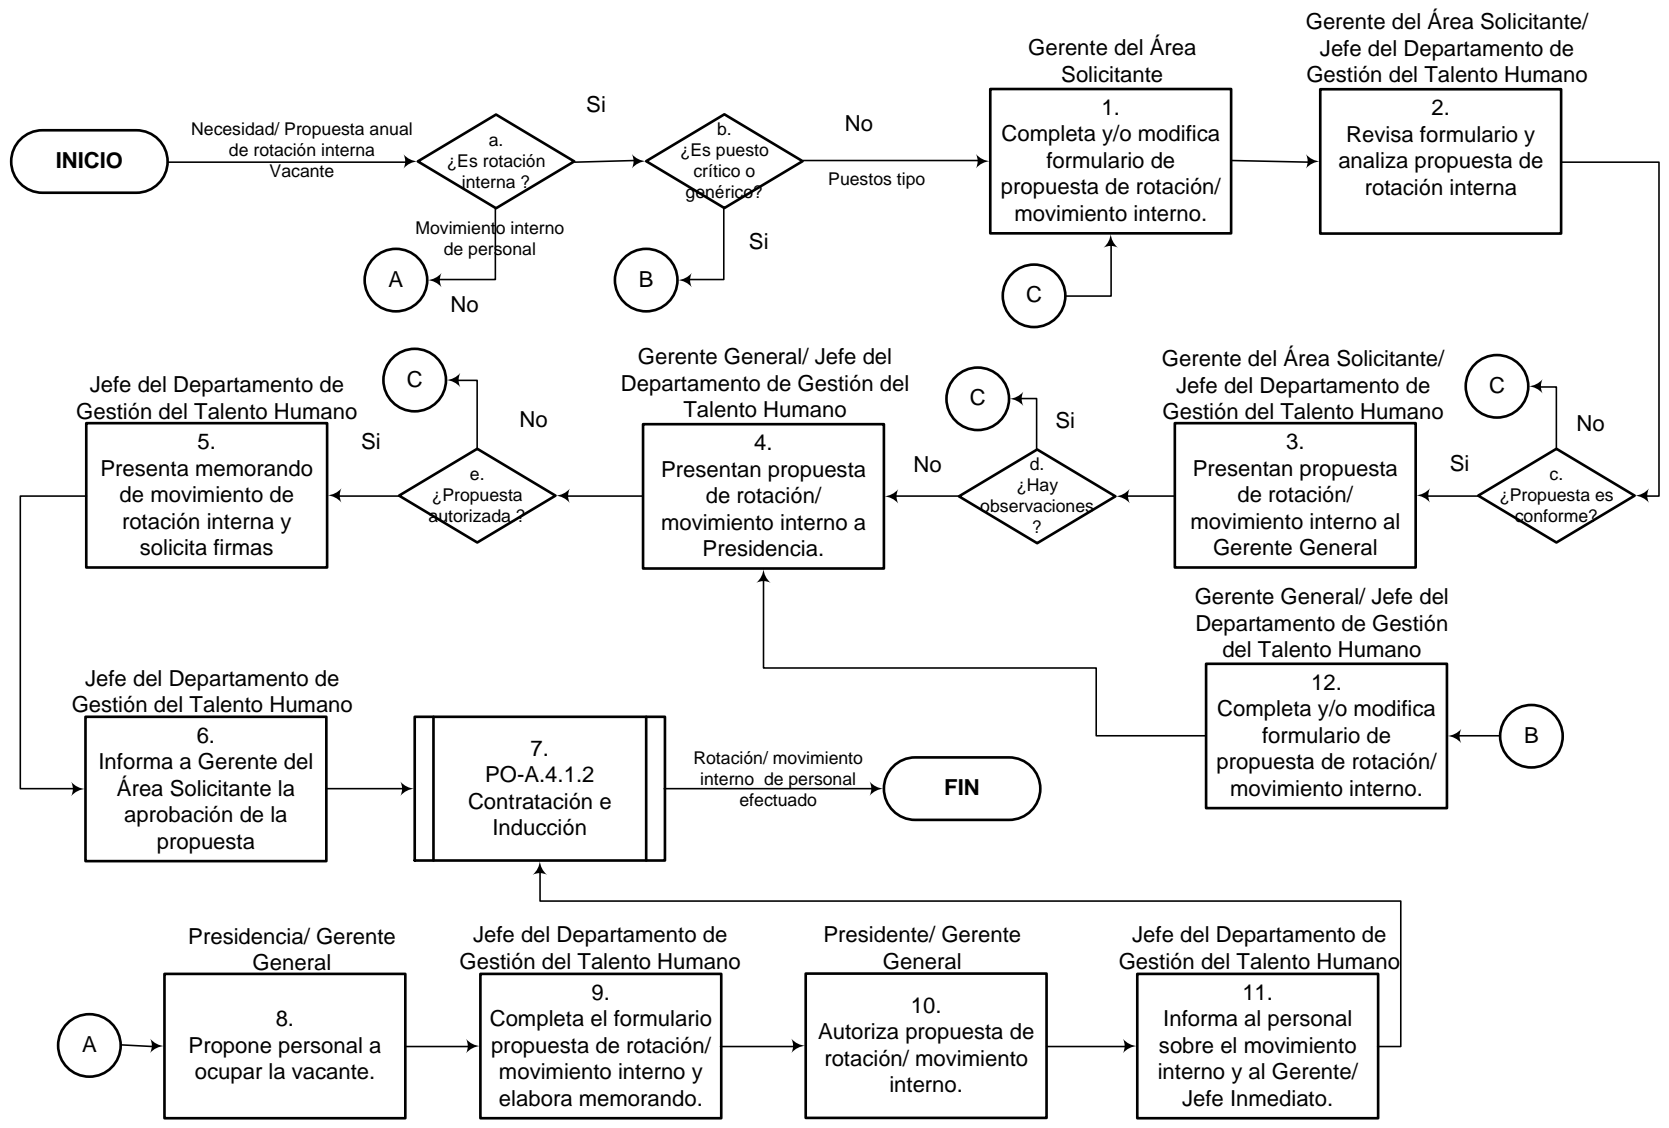 INICIO
Necesidad/ Propuesta anual
de rotación interna
Vacante
a.
¿Es rotación
interna ?
Si
b.
¿Es puesto
crítico o
genérico?
No
Puestos tipo
Gerente del Área
Solicitante
1.
Completa y/o modifica
formulario de
propuesta de rotación/
movimiento interno.
Gerente del Área Solicitante/
Jefe del Departamento de
Gestión del Talento Humano
2.
Revisa formulario y
analiza propuesta de
rotación interna
Movimiento interno
de personal
A
No
B
Si
C
Jefe del Departamento de
Gestión del Talento Humano
5.
Presenta memorando
de movimiento de
rotación interna y
solicita firmas
Si
C
No
e.
¿Propuesta
autorizada ?
Gerente General/ Jefe del
Departamento de Gestión del
Talento Humano
4.
Presentan propuesta
de rotación/
movimiento interno a
Presidencia.
No
C
Si
d.
¿Hay
observaciones
?
Gerente del Área Solicitante/
Jefe del Departamento de
Gestión del Talento Humano
3.
Presentan propuesta
de rotación/
movimiento interno al
Gerente General
Si
C
No
c.
¿Propuesta es
conforme?
Gerente General/ Jefe del
Departamento de Gestión
del Talento Humano
12.
Completa y/o modifica
formulario de
propuesta de rotación/
movimiento interno.
B
Jefe del Departamento de
Gestión del Talento Humano
6.
Informa a Gerente del
Área Solicitante la
aprobación de la
propuesta
7.
PO-A.4.1.2
Contratación e
Inducción
Rotación/ movimiento
interno  de personal
efectuado
FIN
A
Presidencia/ Gerente
General
8.
Propone personal a
ocupar la vacante.
Jefe del Departamento de
Gestión del Talento Humano
9.
Completa el formulario
propuesta de rotación/
movimiento interno y
elabora memorando.
Presidente/ Gerente
General
10.
Autoriza propuesta de
rotación/ movimiento
interno.
Jefe del Departamento de
Gestión del Talento Humano
11.
Informa al personal
sobre el movimiento
interno y al Gerente/
Jefe Inmediato.